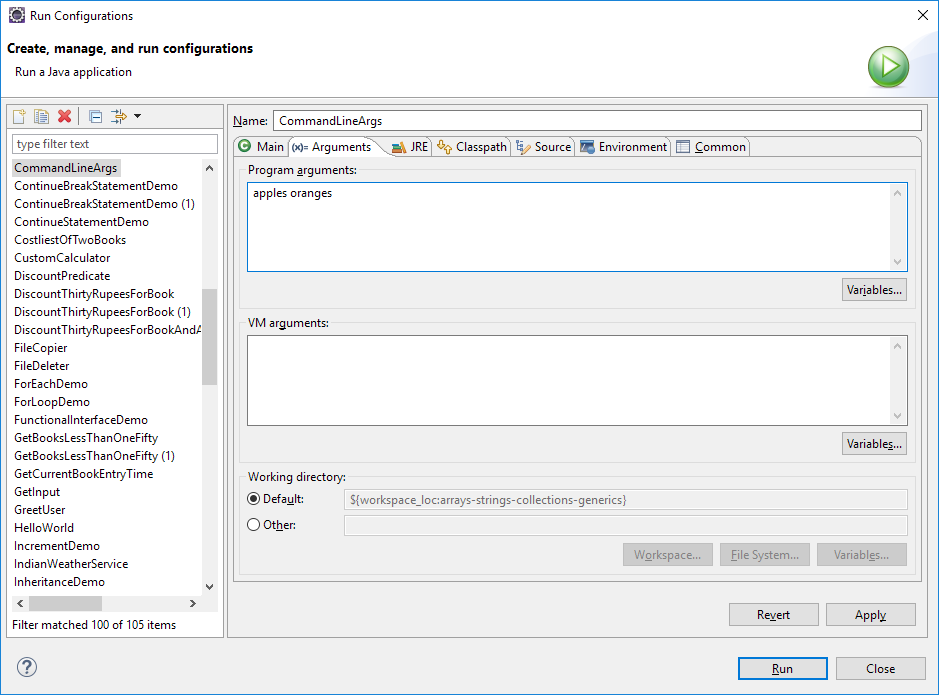 Run Configurations
Create, manage, and run configurations
Run a Java application
type filter text
CommandLineArgs
ContinueBreakStatementDemo
ContinueBreakStatementDemo (1)
ContinueStatementDemo
CostliestOfTwoBooks
CustomCalculator
DiscountPredicate
DiscountThirtyRupeesForBook
DiscountThirtyRupeesForBook (1)
DiscountThirtyRupeesForBookAndA
FileCopier
FileDeleter
ForEachDemo
ForLoopDemo
FunctionalInterfaceDemo
GetBooksLessThanOneFifty
GetBooksLessThanOneFifty (1)
GetCurrentBookEntryTime
GetInput
GreetUser
HelloWorld
IncrementDemo
IndianWeatherService
InheritanceDemo
Filter matched 100 of 105 items
Name: CommandLineArgs
Main (x)= Arguments JRE Classpath Source Environment Common
Program arguments:
apples oranges
Variables...
VM arguments:
Variables...
Working directory:
Default: ${workspace_loc:arrays-strings-collections-generics}
Other:
Workspace... File System... Variables...
Revert Apply
? Run Close